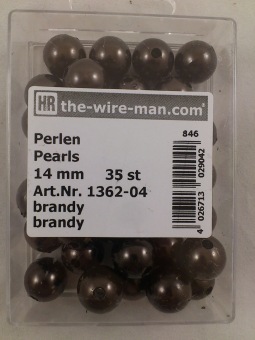 HR the-wire-man.com®
846
Perlen
Pearls
14 mm 35 st
Art.Nr. 1362-04
brandy
brandy
4 026713 029042